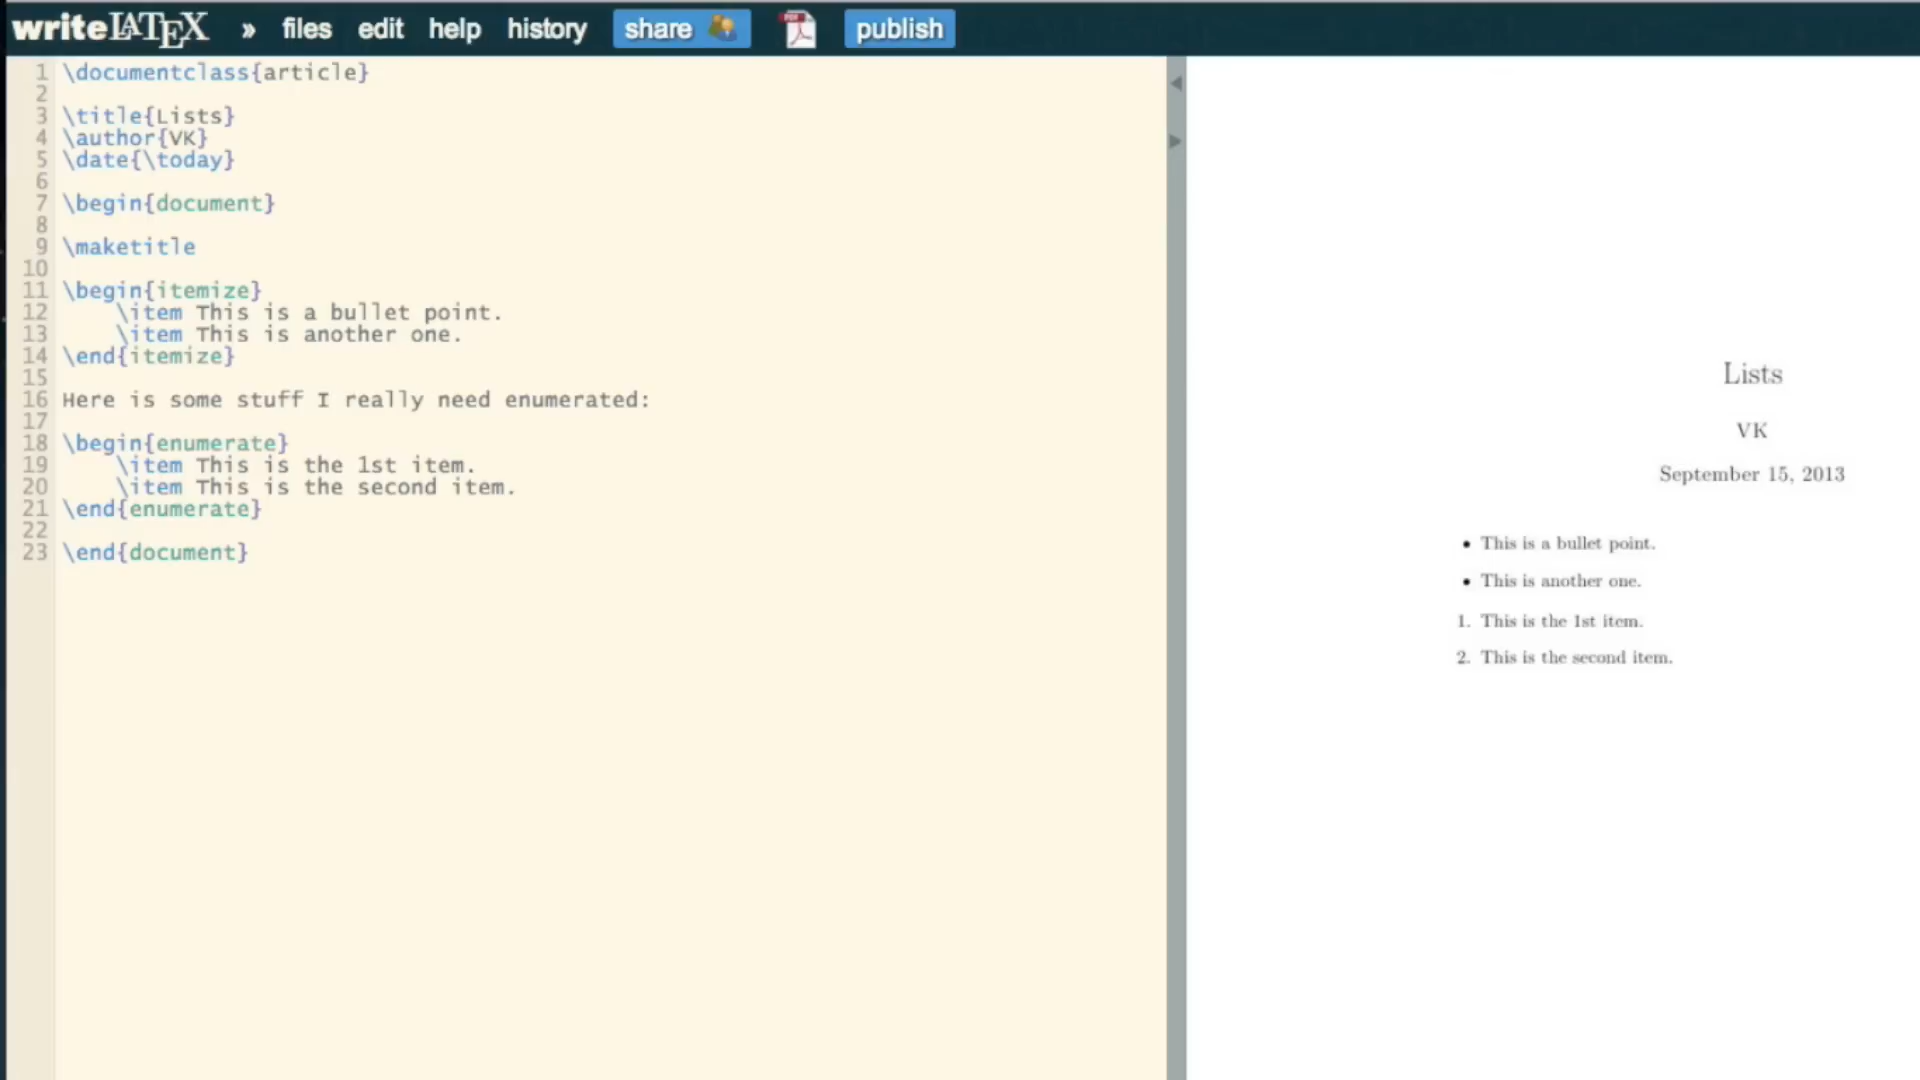 writeLATEX » files edit help history share publish
1 \documentclass{article}
2
3 \title{Lists}
4 \author{VK}
5 \date{\today}
6
7 \begin{document}
8
9 \maketitle
10
11 \begin{itemize}
12 \item This is a bullet point.
13 \item This is another one.
14 \end{itemize}
15
16 Here is some stuff I really need enumerated:
17
18 \begin{enumerate}
19 \item This is the 1st item.
20 \item This is the second item.
21 \end{enumerate}
22
23 \end{document}
Lists
VK
September 15, 2013
• This is a bullet point.
• This is another one.
1. This is the 1st item.
2. This is the second item.